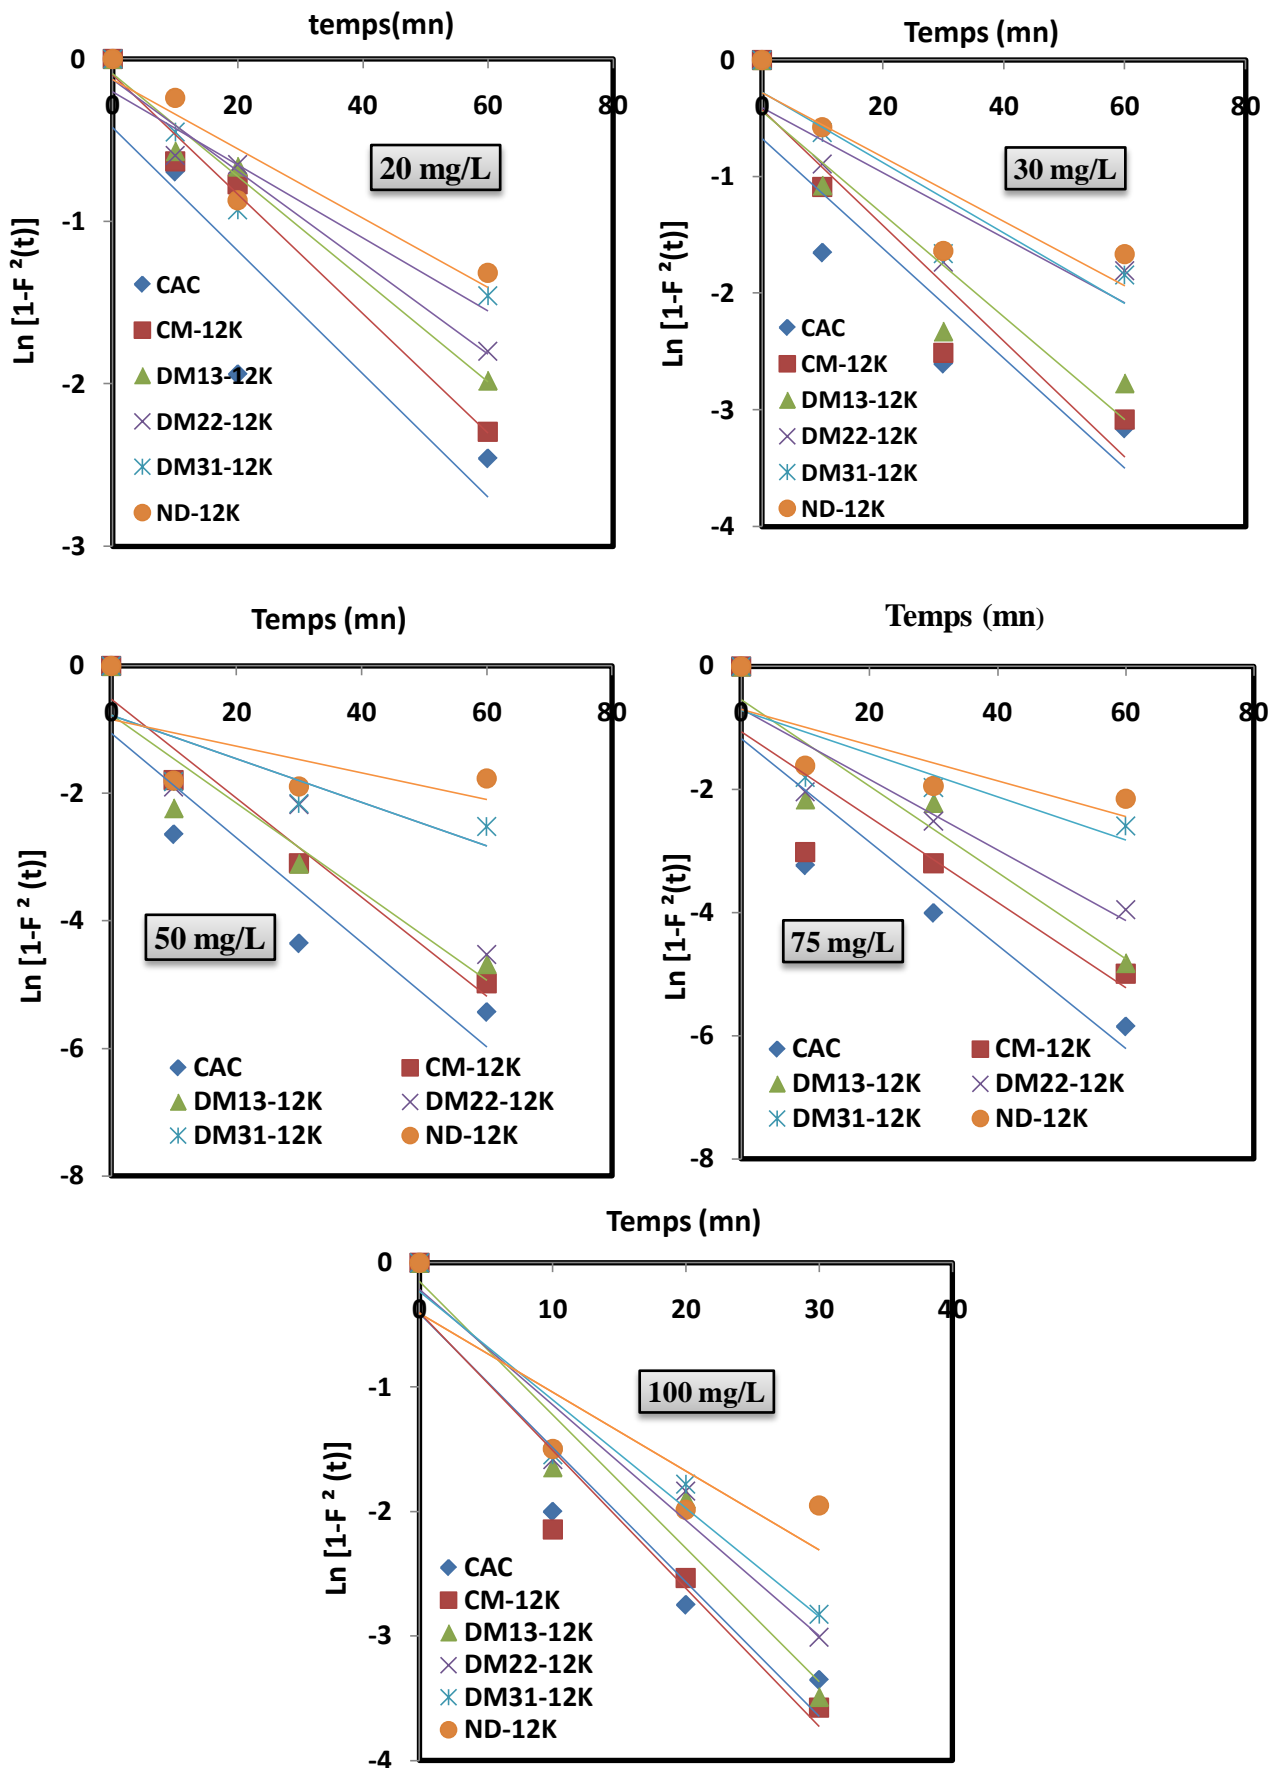 temps(mn)
0
0 20 40 60 80
-1
-2
-3
Ln [1-F ²(t)]
20 mg/L
CAC
CM-12K
DM13-12K
DM22-12K
DM31-12K
ND-12K
Temps (mn)
0
0 20 40 60 80
-1
-2
-3
-4
Ln [1-F ²(t)]
30 mg/L
CAC
CM-12K
DM13-12K
DM22-12K
DM31-12K
ND-12K
Temps (mn)
0
0 20 40 60 80
-2
-4
-6
-8
Ln [1-F ² (t)]
50 mg/L
CAC CM-12K
DM13-12K DM22-12K
DM31-12K ND-12K
Temps (mn)
0
0 20 40 60 80
-2
-4
-6
-8
Ln [1-F ²(t)]
75 mg/L
CAC CM-12K
DM13-12K DM22-12K
DM31-12K ND-12K
Temps (mn)
0
0 10 20 30 40
-1
-2
-3
-4
Ln [1-F ² (t)]
100 mg/L
CAC
CM-12K
DM13-12K
DM22-12K
DM31-12K
ND-12K